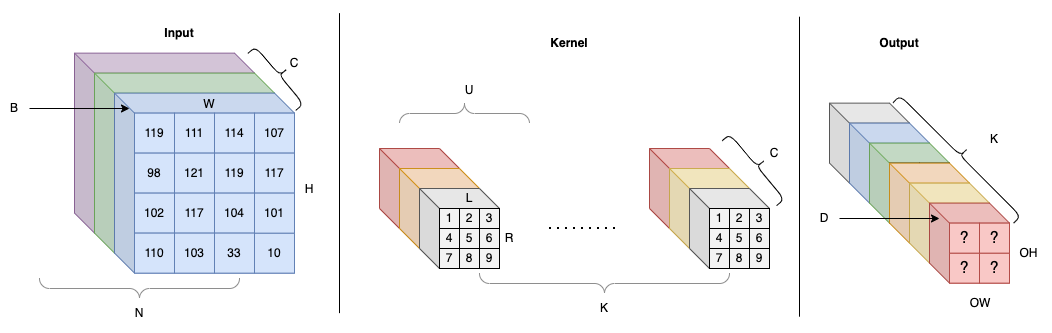 Input
C
B
W
119 111 114 107
98 121 119 117
H
102 117 104 101
110 103 33 10
N
Kernel
U
L
1 2 3
4 5 6
R
7 8 9
.........
C
1 2 3
4 5 6
7 8 9
K
Output
K
D
? ?
? ?
OH
OW